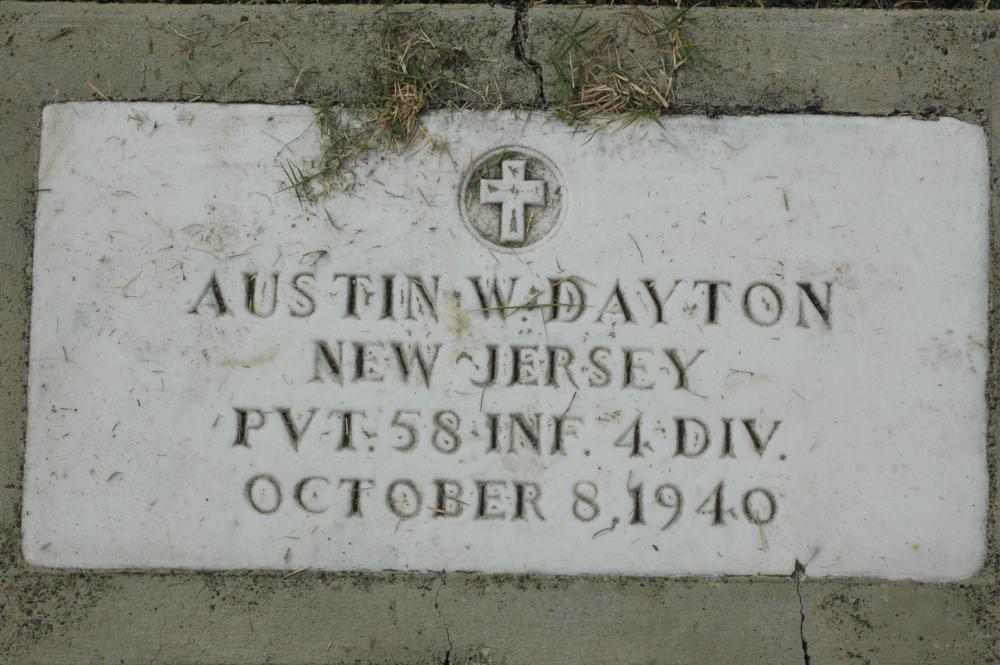 AUSTIN W. DAYTON
NEW JERSEY
PVT. 58 INF. 4 DIV.
OCTOBER 8, 1940